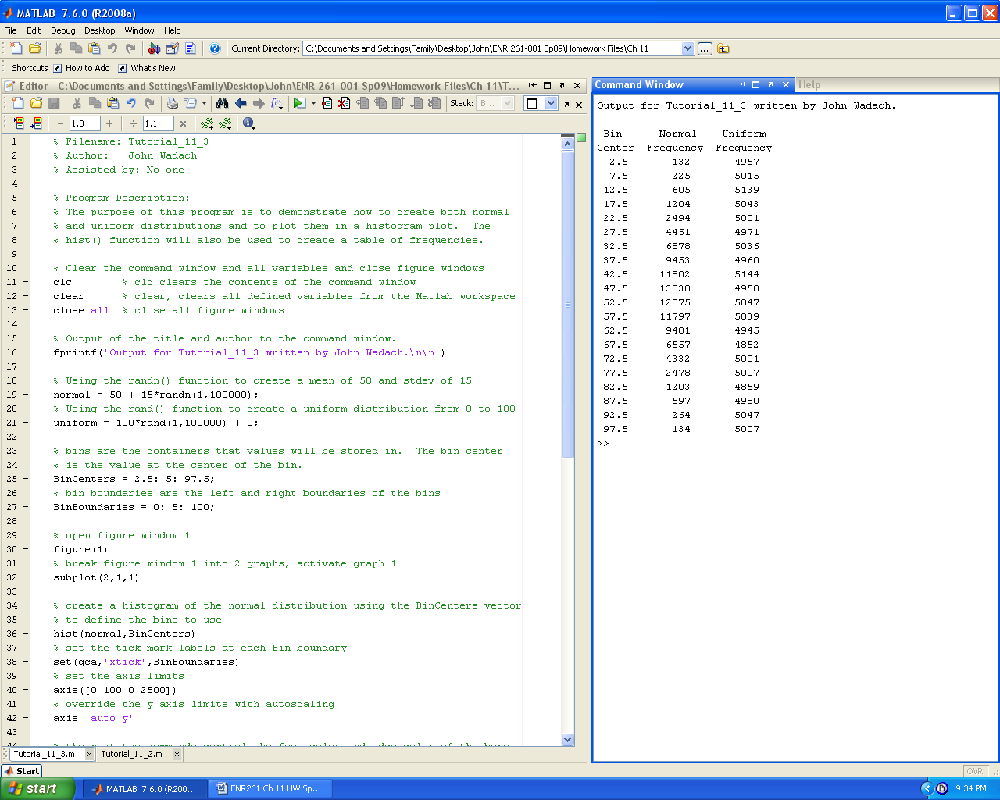 MATLAB 7.6.0 (R2008a)
File Edit Debug Desktop Window Help
Current Directory: C:\Documents and Settings\Family\Desktop\John\ENR 261-001 Sp09\Homework Files\Ch 11
Shortcuts How to Add What's New
Editor - C:\Documents and Settings\Family\Desktop\John\ENR 261-001 Sp09\Homework Files\Ch 11\T...
Stack: B...
1.0 1.1
1 % Filename: Tutorial_11_3
2 % Author:   John Wadach
3 % Assisted by: No one
4
5 % Program Description:
6 % The purpose of this program is to demonstrate how to create both normal
7 % and uniform distributions and to plot them in a histogram plot.  The
8 % hist() function will also be used to create a table of frequencies.
9
10 % Clear the command window and all variables and close figure windows
11 clc        % clc clears the contents of the command window
12 clear      % clear, clears all defined variables from the Matlab workspace
13 close all  % close all figure windows
14
15 % Output of the title and author to the command window.
16 fprintf('Output for Tutorial_11_3 written by John Wadach.\n\n')
17
18 % Using the randn() function to create a mean of 50 and stdev of 15
19 normal = 50 + 15*randn(1,100000);
20 % Using the rand() function to create a uniform distribution from 0 to 100
21 uniform = 100*rand(1,100000) + 0;
22
23 % bins are the containers that values will be stored in.  The bin center
24 % is the value at the center of the bin.
25 BinCenters = 2.5: 5: 97.5;
26 % bin boundaries are the left and right boundaries of the bins
27 BinBoundaries = 0: 5: 100;
28
29 % open figure window 1
30 figure(1)
31 % break figure window 1 into 2 graphs, activate graph 1
32 subplot(2,1,1)
33
34 % create a histogram of the normal distribution using the BinCenters vector
35 % to define the bins to use
36 hist(normal,BinCenters)
37 % set the tick mark labels at each Bin boundary
38 set(gca,'xtick',BinBoundaries)
39 % set the axis limits
40 axis([0 100 0 2500])
41 % override the y axis limits with autoscaling
42 axis 'auto y'
43
44 % the next two commands control the face color and edge color of the bars
Tutorial_11_3.m Tutorial_11_2.m
Command Window Help
Output for Tutorial_11_3 written by John Wadach.
Bin Normal Uniform
Center Frequency Frequency
2.5 132 4957
7.5 225 5015
12.5 605 5139
17.5 1204 5043
22.5 2494 5001
27.5 4451 4971
32.5 6878 5036
37.5 9453 4960
42.5 11802 5144
47.5 13038 4950
52.5 12875 5047
57.5 11797 5039
62.5 9481 4945
67.5 6557 4852
72.5 4332 5001
77.5 2478 5007
82.5 1203 4859
87.5 597 4980
92.5 264 5047
97.5 134 5007
>>
Start OVR
start MATLAB 7.6.0 (R200... ENR261 Ch 11 HW Sp... 9:34 PM